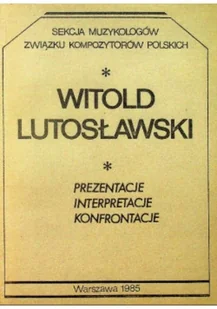 SEKCJA MUZYKOLOGÓW
ZWIĄZKU KOMPOZYTORÓW POLSKICH
*
WITOLD
LUTOSŁAWSKI
*
PREZENTACJE
INTERPRETACJE
KONFRONTACJE
Warszawa 1985